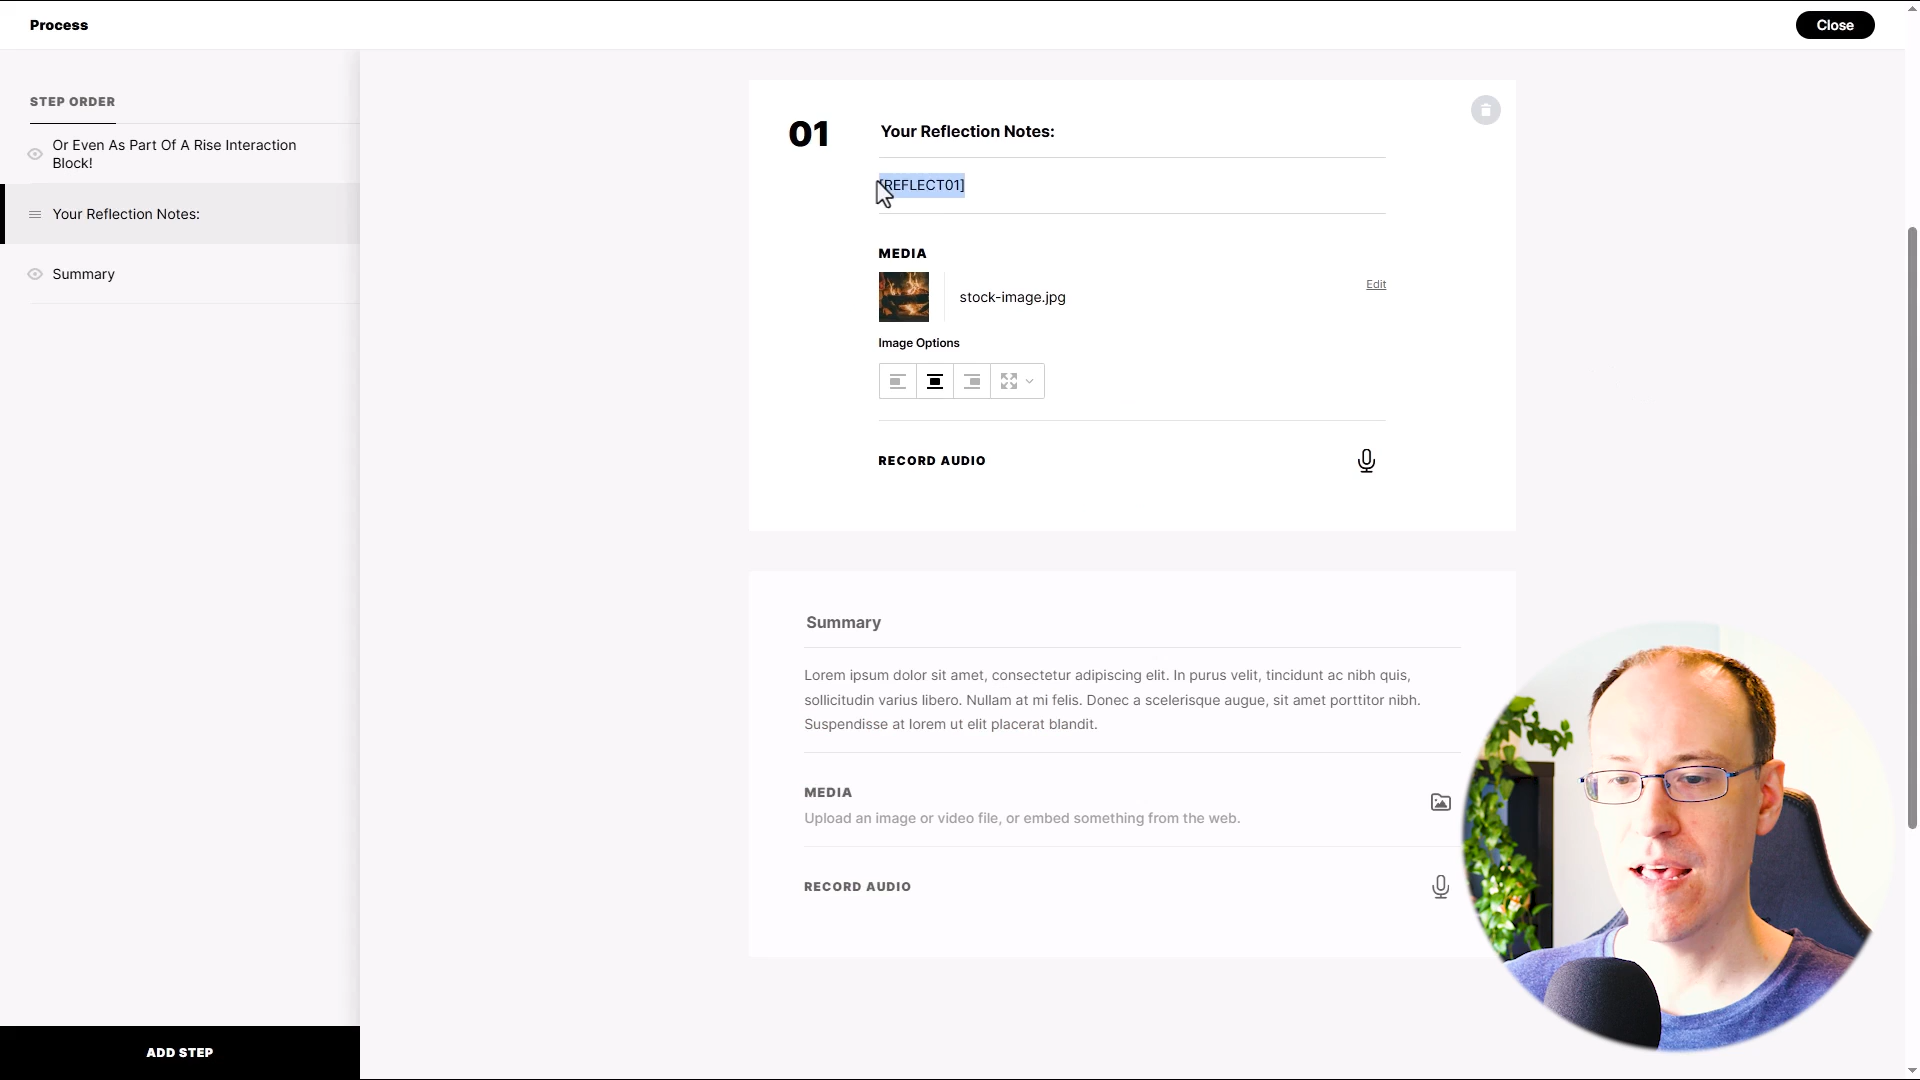 Process
Close
STEP ORDER
Or Even As Part Of A Rise Interaction
Block!
Your Reflection Notes:
Summary
ADD STEP
01
Your Reflection Notes:
[REFLECT01]
MEDIA
stock-image.jpg
Edit
Image Options
RECORD AUDIO
Summary
Lorem ipsum dolor sit amet, consectetur adipiscing elit. In purus velit, tincidunt ac nibh quis,
sollicitudin varius libero. Nullam at mi felis. Donec a scelerisque augue, sit amet porttitor nibh.
Suspendisse at lorem ut elit placerat blandit.
MEDIA
Upload an image or video file, or embed something from the web.
RECORD AUDIO